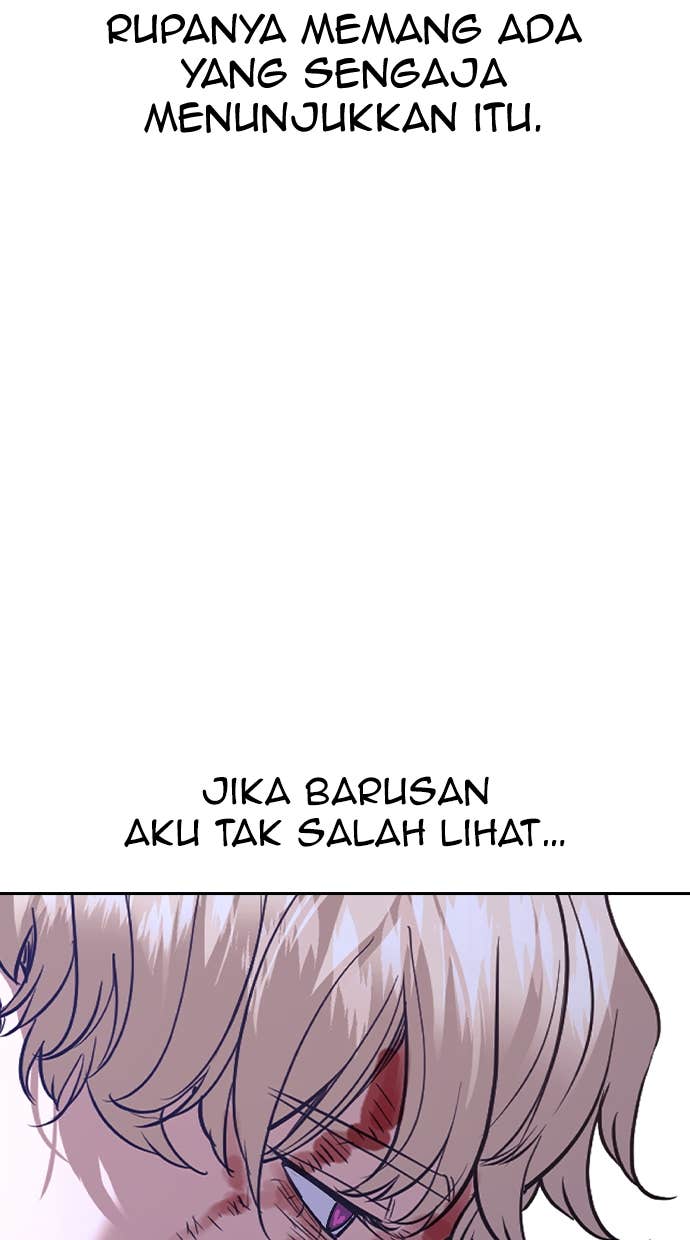 RUPANYA MEMANG ADA
YANG SENGAJA
MENUNJUKKAN ITU.
JIKA BARUSAN
AKU TAK SALAH LIHAT...